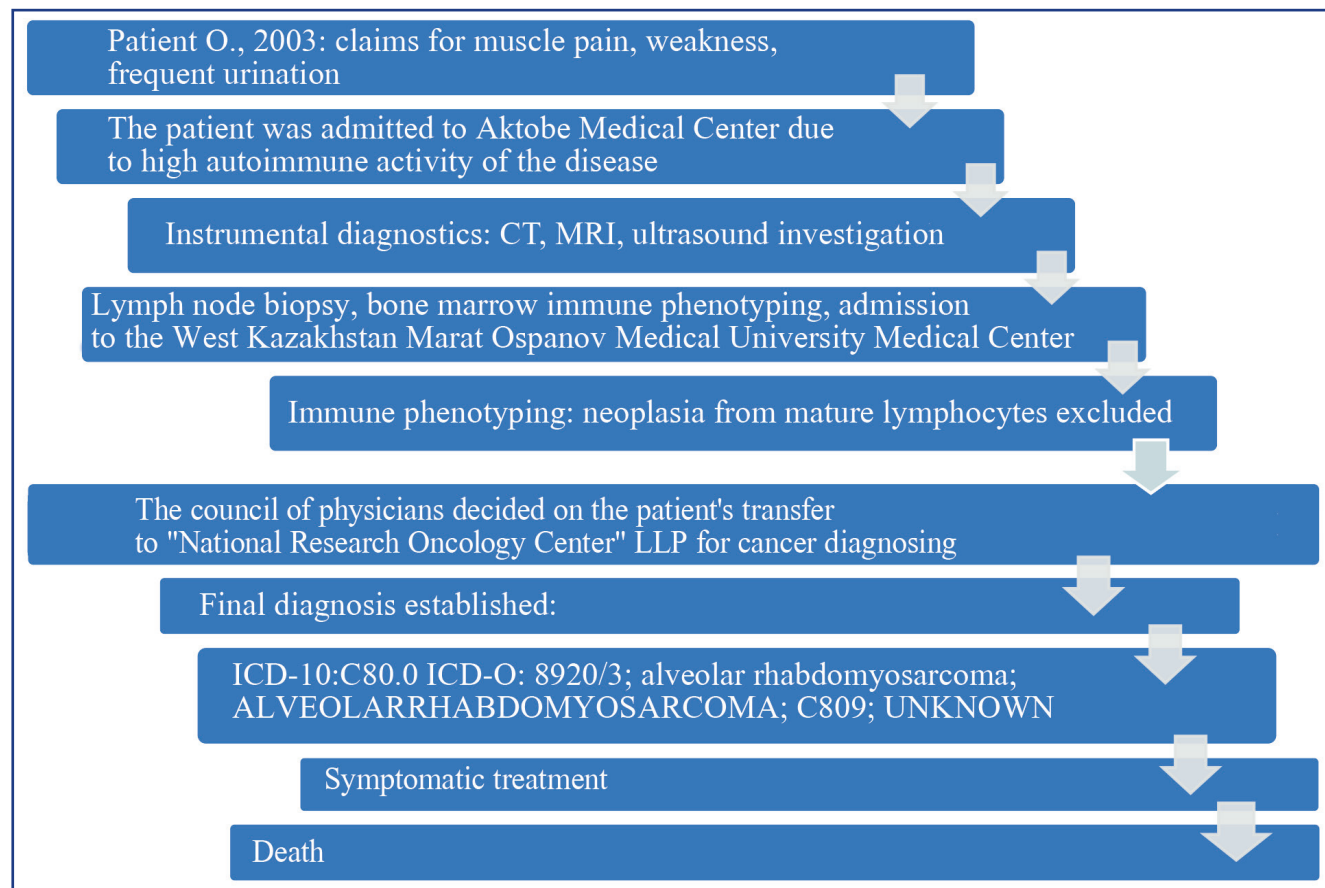 Patient O., 2003: claims for muscle pain, weakness,
frequent urination
The patient was admitted to Aktobe Medical Center due
to high autoimmune activity of the disease
Instrumental diagnostics: CT, MRI, ultrasound investigation
Lymph node biopsy, bone marrow immune phenotyping, admission
to the West Kazakhstan Marat Ospanov Medical University Medical Center
Immune phenotyping: neoplasia from mature lymphocytes excluded
The council of physicians decided on the patient's transfer
to "National Research Oncology Center" LLP for cancer diagnosing
Final diagnosis established:
ICD-10:C80.0 ICD-O: 8920/3; alveolar rhabdomyosarcoma;
ALVEOLARRHABDOMYOSARCOMA; C809; UNKNOWN
Symptomatic treatment
Death